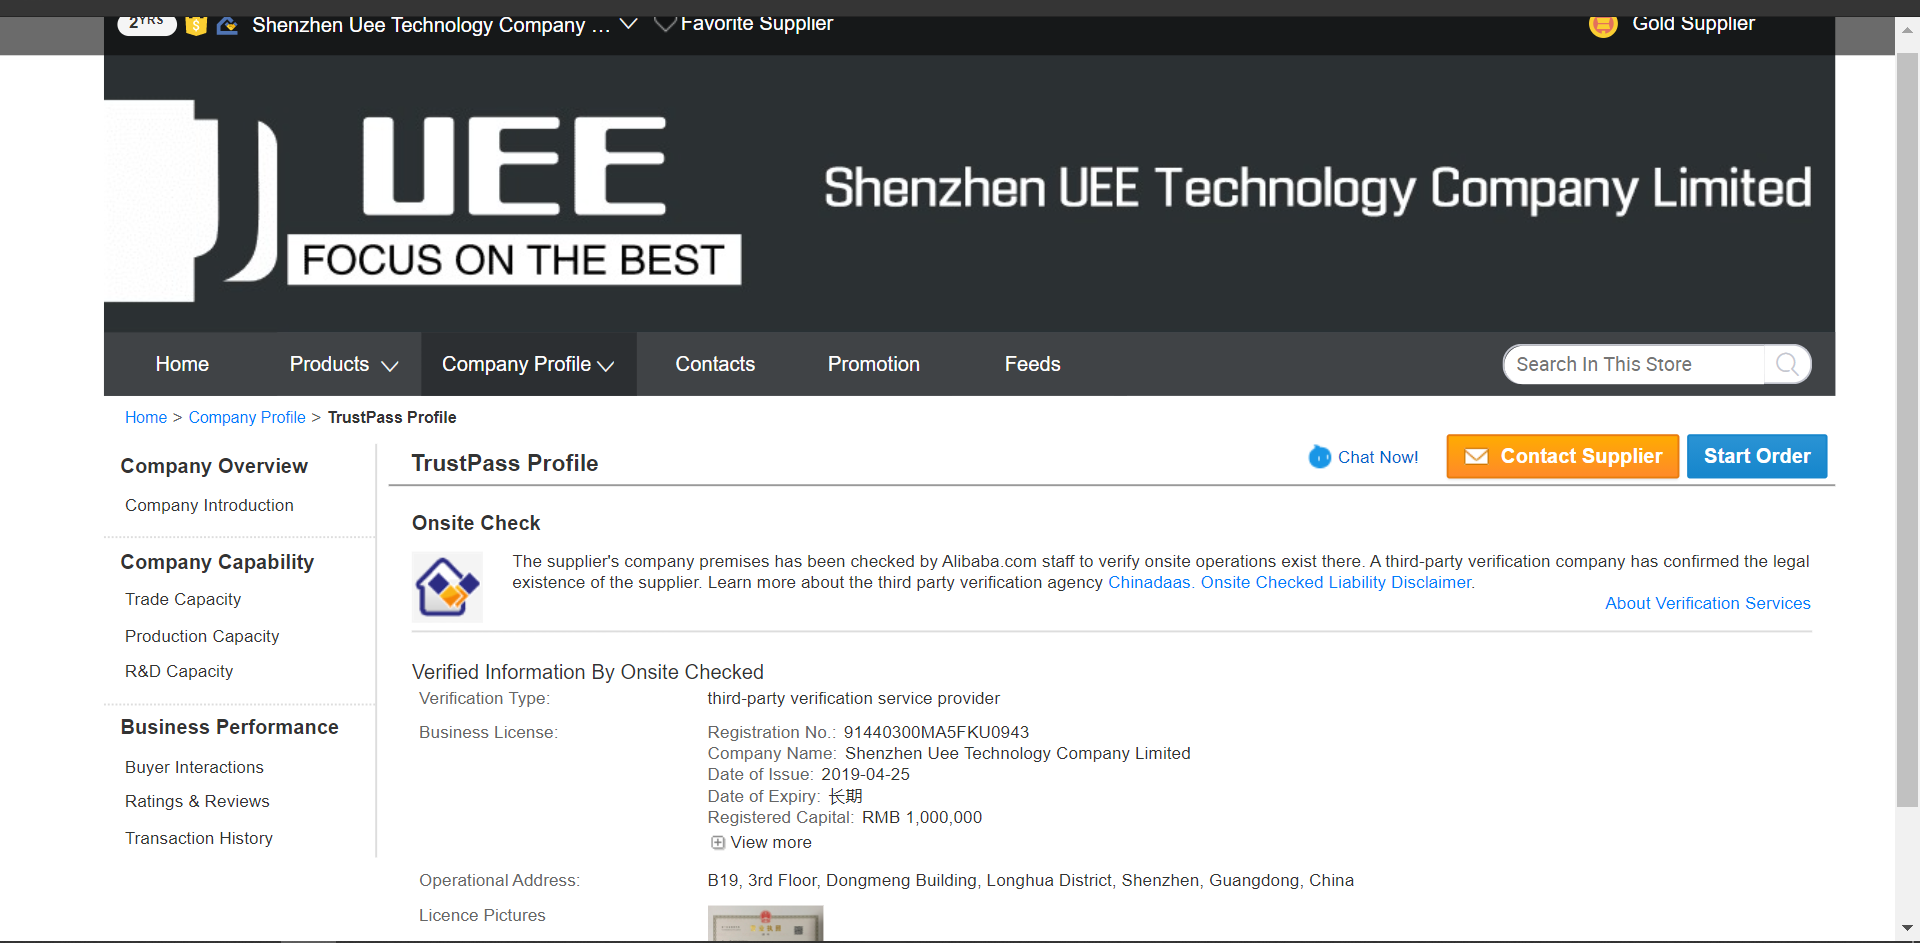 2YRS
Shenzhen Uee Technology Company ...
Favorite Supplier
Gold Supplier
UEE
FOCUS ON THE BEST
Shenzhen UEE Technology Company Limited
Home
Products
Company Profile
Contacts
Promotion
Feeds
Search In This Store
Home > Company Profile > TrustPass Profile
Company Overview
Company Introduction
Company Capability
Trade Capacity
Production Capacity
R&D Capacity
Business Performance
Buyer Interactions
Ratings & Reviews
Transaction History
TrustPass Profile
Chat Now!
Contact Supplier
Start Order
Onsite Check
The supplier's company premises has been checked by Alibaba.com staff to verify onsite operations exist there. A third-party verification company has confirmed the legal
existence of the supplier. Learn more about the third party verification agency Chinadaas. Onsite Checked Liability Disclaimer.
About Verification Services
Verified Information By Onsite Checked
Verification Type: third-party verification service provider
Business License: Registration No.: 91440300MA5FKU0943
Company Name: Shenzhen Uee Technology Company Limited
Date of Issue: 2019-04-25
Date of Expiry: 长期
Registered Capital: RMB 1,000,000
View more
Operational Address: B19, 3rd Floor, Dongmeng Building, Longhua District, Shenzhen, Guangdong, China
Licence Pictures